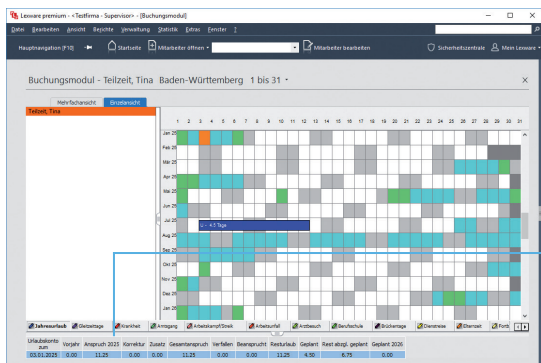 Lexware premium - <Testfirma - Supervisor> - [Buchungsmodul]
Datei Bearbeiten Ansicht Berichte Verwaltung Statistik Extras Fenster ?
Hauptnavigation (F10) Startseite Mitarbeiter öffnen Mitarbeiter bearbeiten Sicherheitszentrale Mein Lexware
Buchungsmodul - Teilzeit, Tina Baden-Württemberg 1 bis 31
Mehrfachansicht Einzelansicht
Teilzeit, Tina
1 2 3 4 5 6 7 8 9 10 11 12 13 14 15 16 17 18 19 20 21 22 23 24 25 26 27 28 29 30 31
Jan 25
Feb 25
Mär 25
Apr 25
Mai 25
Jun 25
Jul 25
U - 4.5 Tage
Aug 25
Sep 25
Okt 25
Nov 25
Dez 25
Jan 26
Jahresurlaub Gleitzeittage Krankheit Amtsgang Arbeitskampf/Streik Arbeitsunfall Arztbesuch Berufsschule Brückentage Dienstreise Elternzeit Fortb
Urlaubskonto zum Vorjahr Anspruch 2025 Korrektur Zusatz Gesamtanspruch Verfallen Beansprucht Resturlaub Geplant Rest abzgl. geplant Geplant 2026
03.01.2025 0.00 11.25 0.00 0.00 11.25 0.00 0.00 11.25 4.50 6.75 0.00